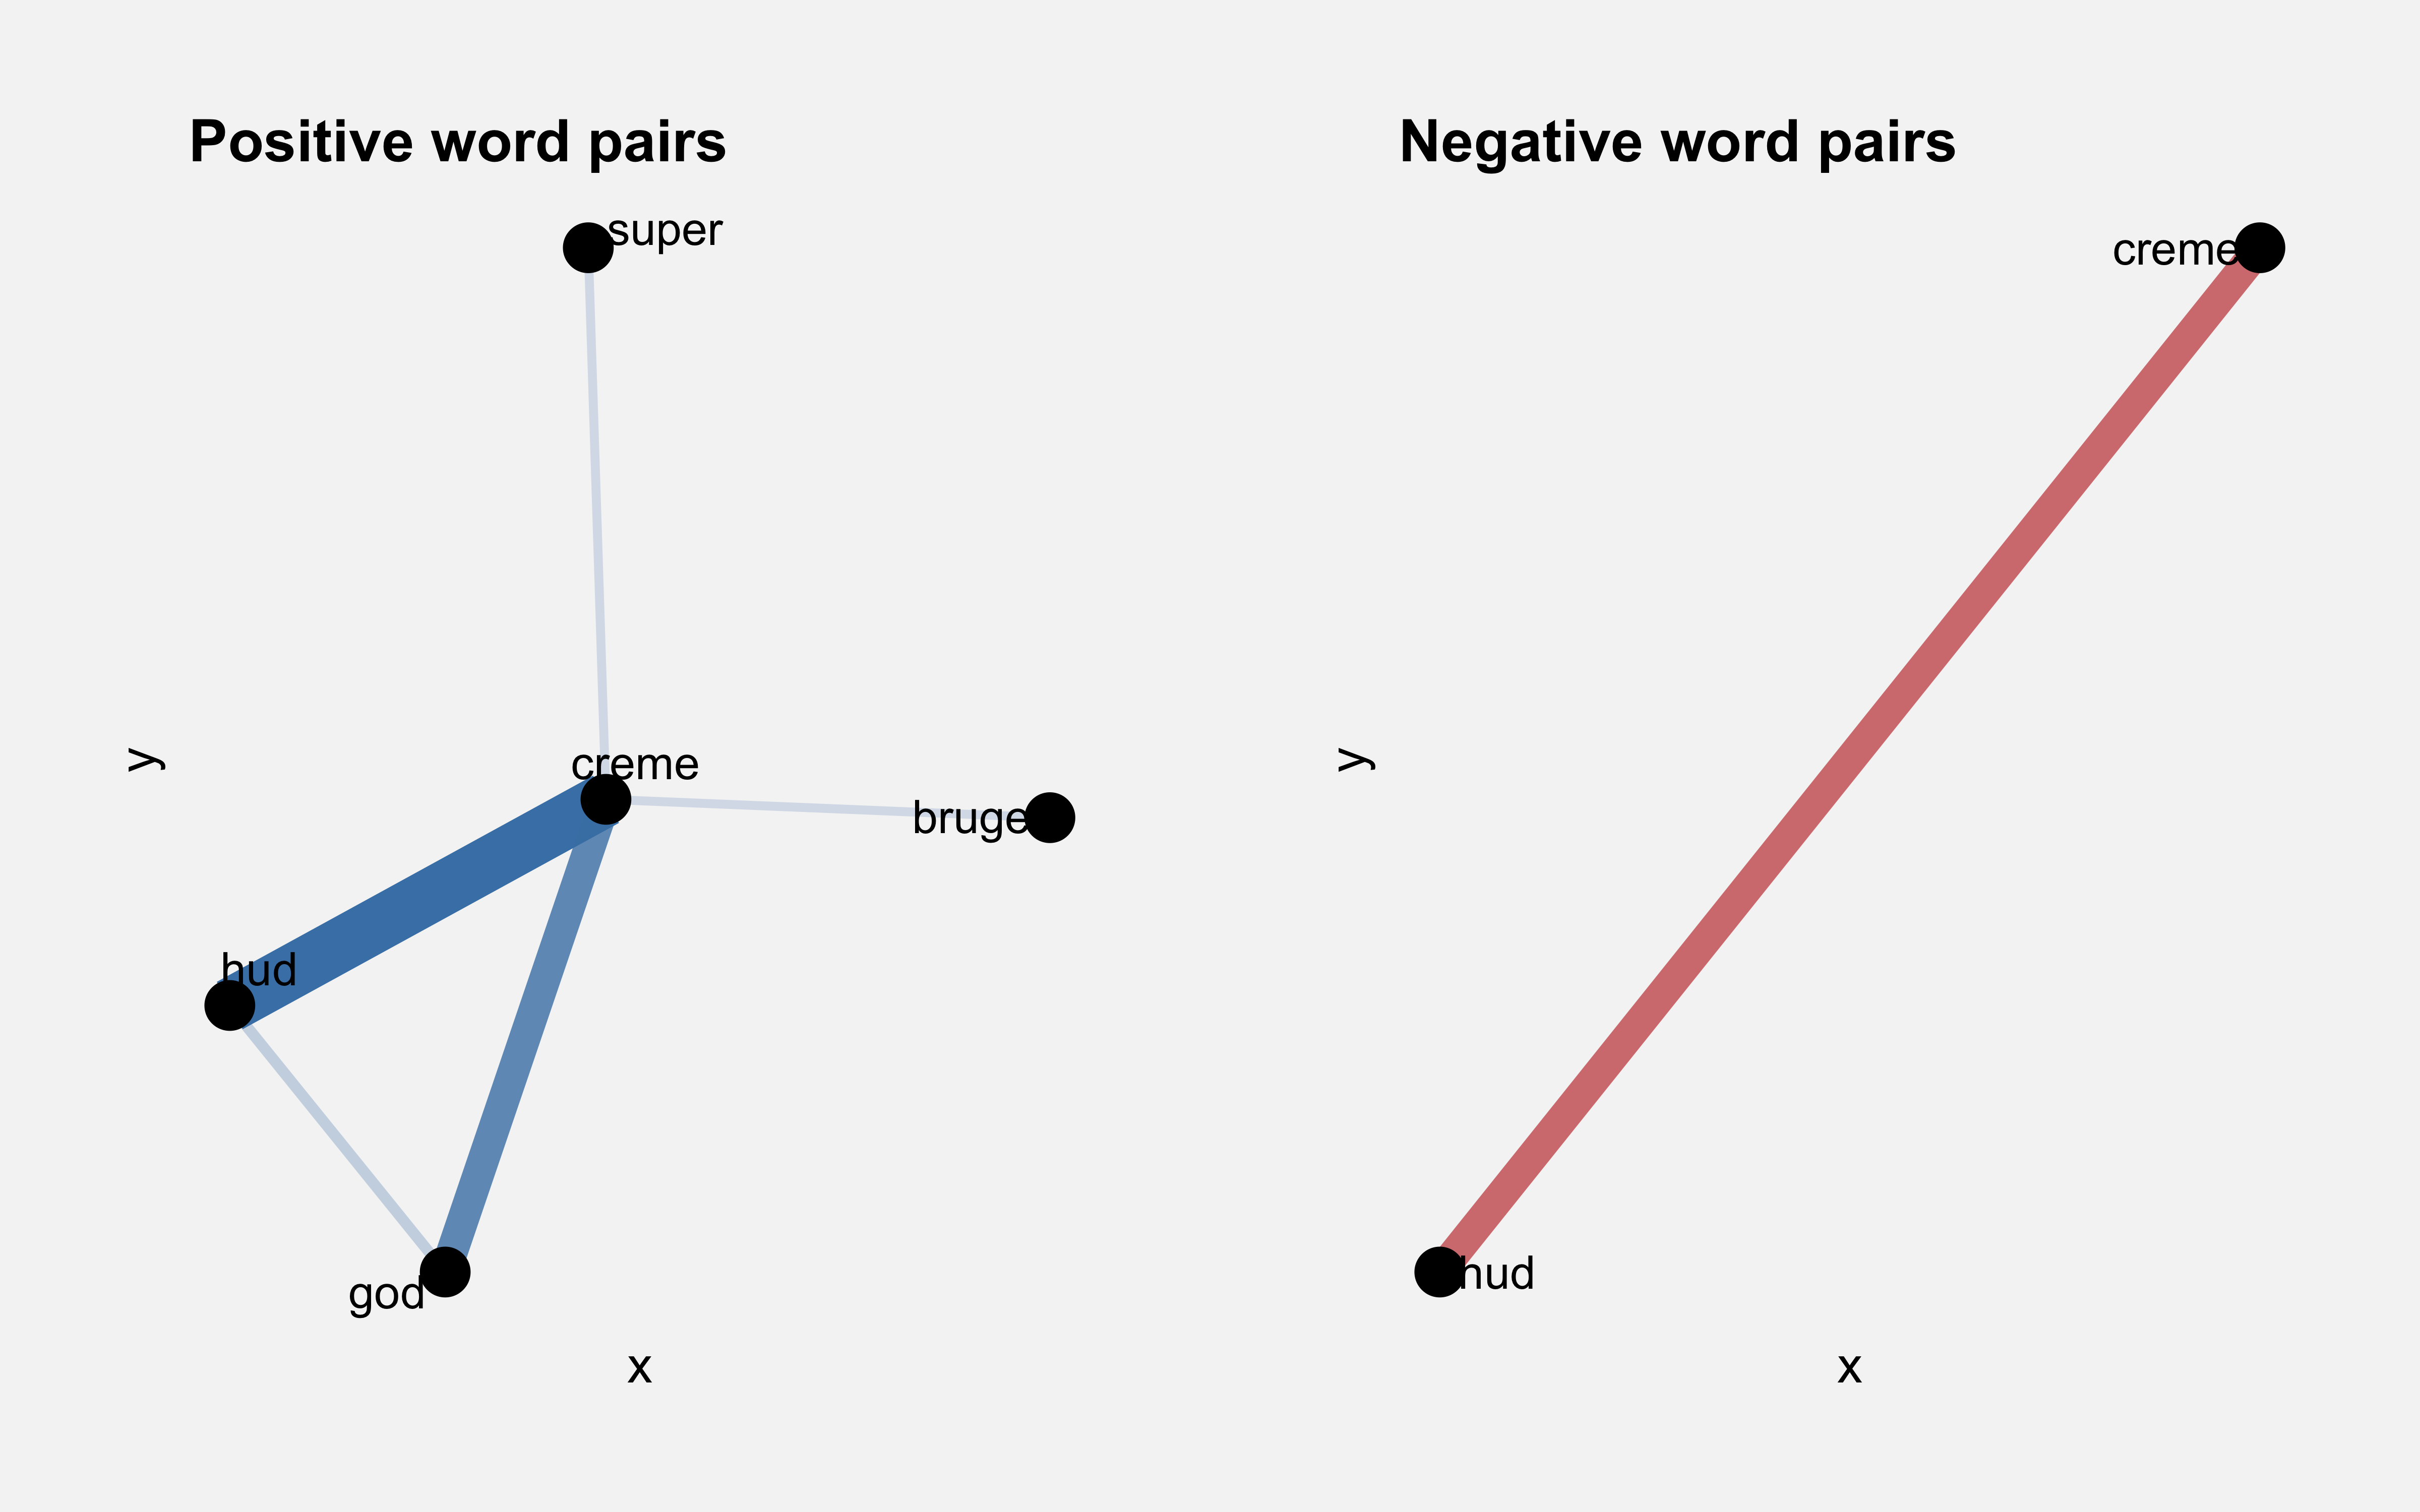 Positive word pairs
super
creme
bruge
hud
god
y
x
Negative word pairs
creme
hud
y
x